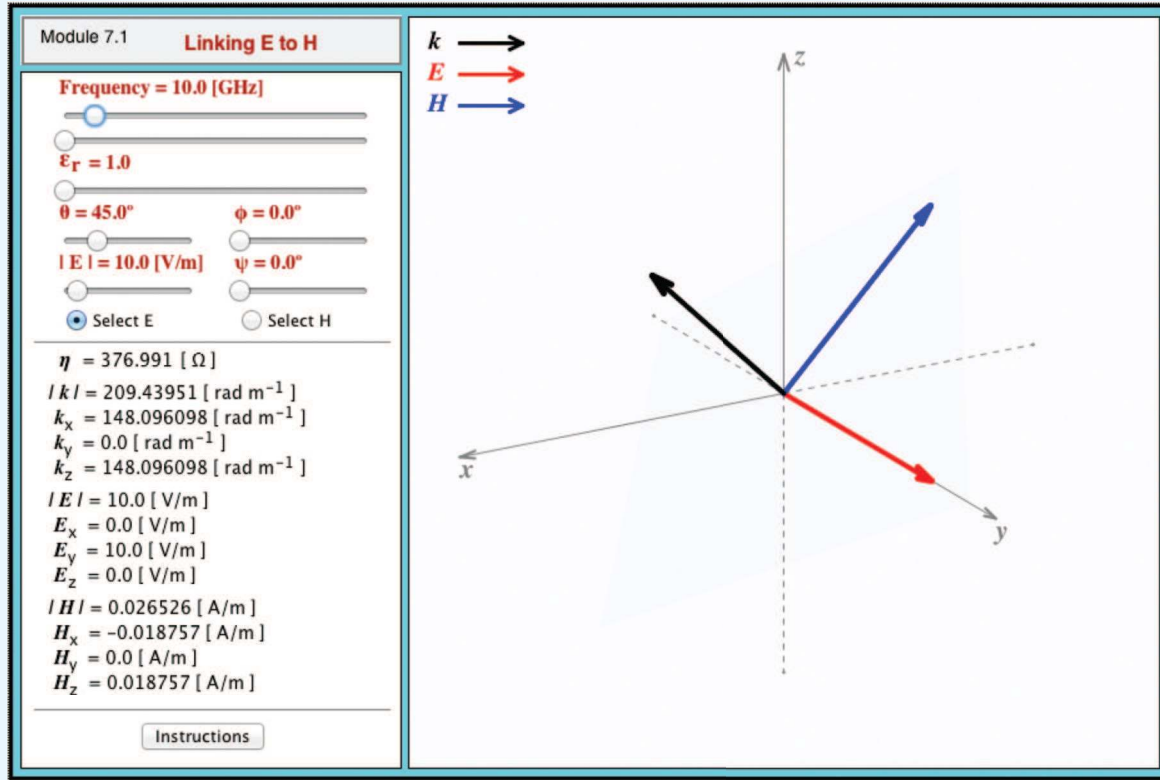 Module 7.1 Linking E to H
Frequency = 10.0 [GHz]
εr = 1.0
θ = 45.0° ϕ = 0.0°
| E | = 10.0 [V/m] ψ = 0.0°
Select E Select H
η = 376.991 [ Ω ]
| k | = 209.43951 [ rad m⁻¹ ]
kx = 148.096098 [ rad m⁻¹ ]
ky = 0.0 [ rad m⁻¹ ]
kz = 148.096098 [ rad m⁻¹ ]
| E | = 10.0 [ V/m ]
Ex = 0.0 [ V/m ]
Ey = 10.0 [ V/m ]
Ez = 0.0 [ V/m ]
| H | = 0.026526 [ A/m ]
Hx = -0.018757 [ A/m ]
Hy = 0.0 [ A/m ]
Hz = 0.018757 [ A/m ]
Instructions
k
E
H
z
x
y